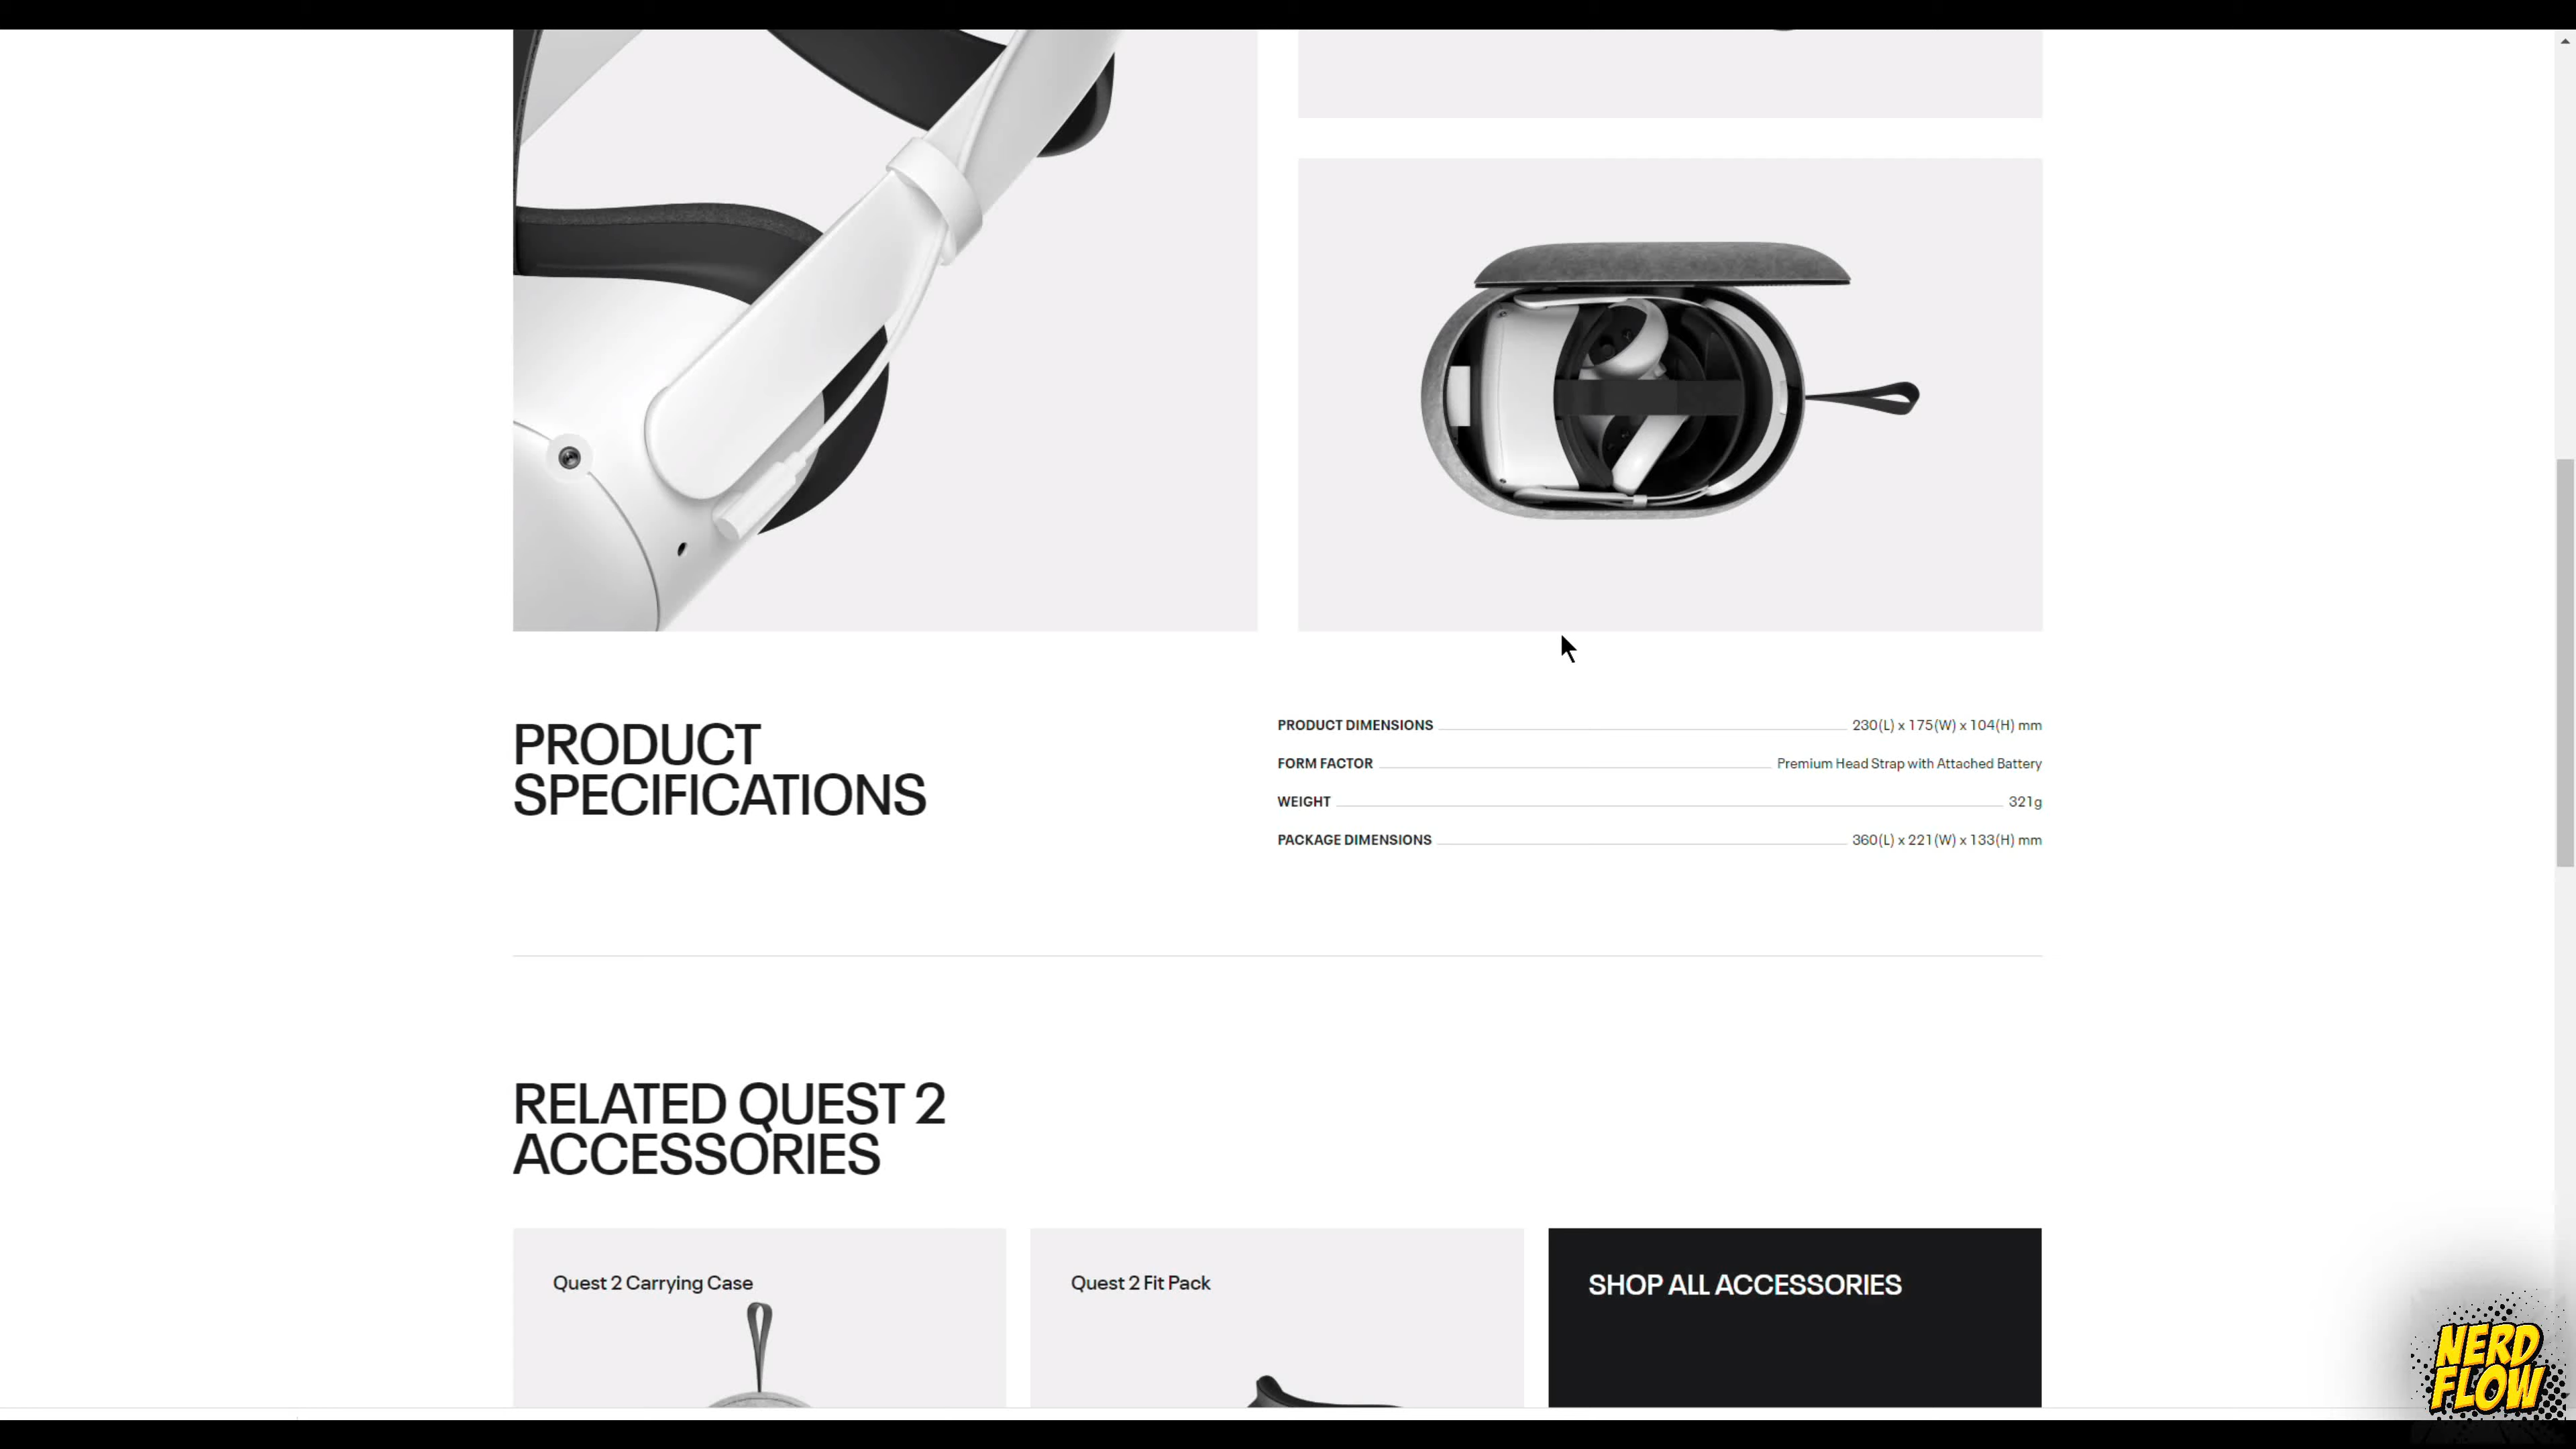 PRODUCT
SPECIFICATIONS
PRODUCT DIMENSIONS 230(L) x 175(W) x 104(H) mm
FORM FACTOR Premium Head Strap with Attached Battery
WEIGHT 321g
PACKAGE DIMENSIONS 360(L) x 221(W) x 133(H) mm
RELATED QUEST 2
ACCESSORIES
Quest 2 Carrying Case
Quest 2 Fit Pack
SHOP ALL ACCESSORIES
NERD
FLOW